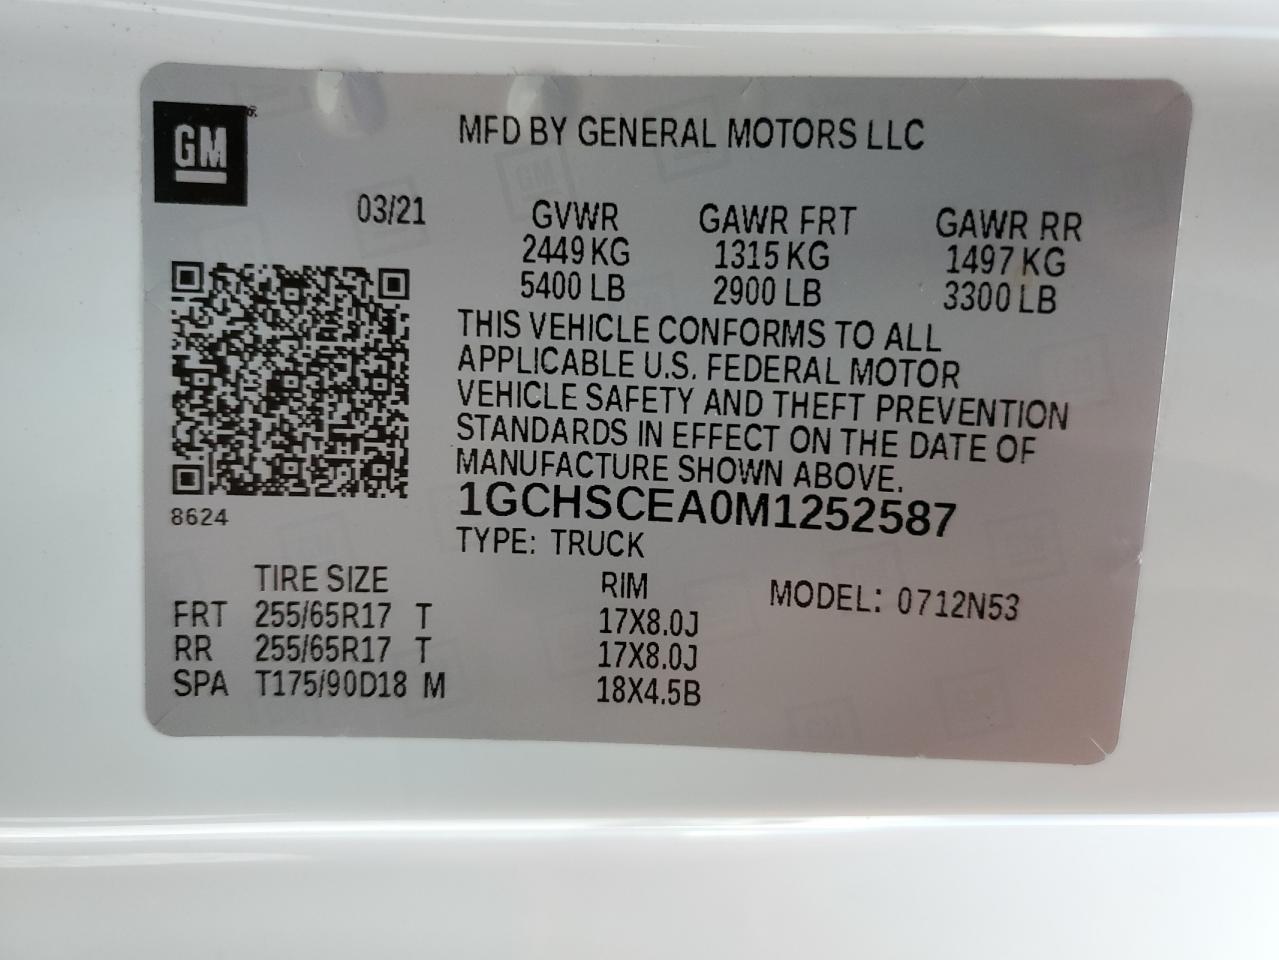 GM
MFD BY GENERAL MOTORS LLC
03/21
GVWR GAWR FRT GAWR RR
2449 KG 1315 KG 1497 KG
5400 LB 2900 LB 3300 LB
THIS VEHICLE CONFORMS TO ALL
APPLICABLE U.S. FEDERAL MOTOR
VEHICLE SAFETY AND THEFT PREVENTION
STANDARDS IN EFFECT ON THE DATE OF
MANUFACTURE SHOWN ABOVE.
8624
1GCHSCEA0M1252587
TYPE: TRUCK
TIRE SIZE RIM MODEL: 0712N53
FRT 255/65R17 T 17X8.0J
RR 255/65R17 T 17X8.0J
SPA T175/90D18 M 18X4.5B